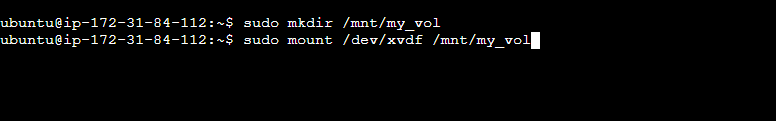 ubuntu@ip-172-31-84-112:~$ sudo mkdir /mnt/my_vol
ubuntu@ip-172-31-84-112:~$ sudo mount /dev/xvdf /mnt/my_vol